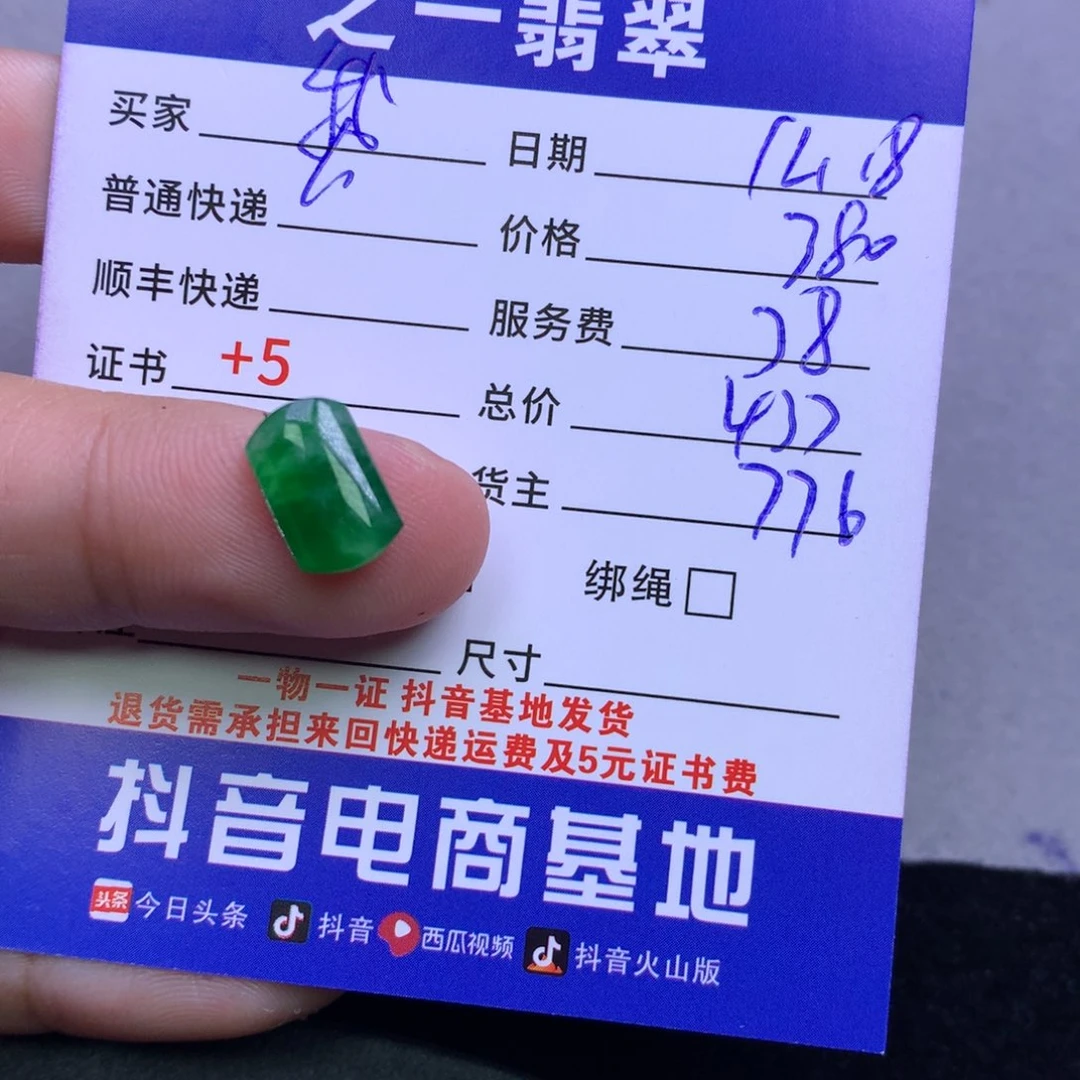 之一翡翠
买家 日期
普通快递 价格 380
顺丰快递 服务费 38
证书 +5 总价
货主 776
绑绳
尺寸
一物一证 抖音基地发货
退货需承担来回快递运费及5元证书费
抖音电商基地
头条 今日头条 抖音 西瓜视频 抖音火山版